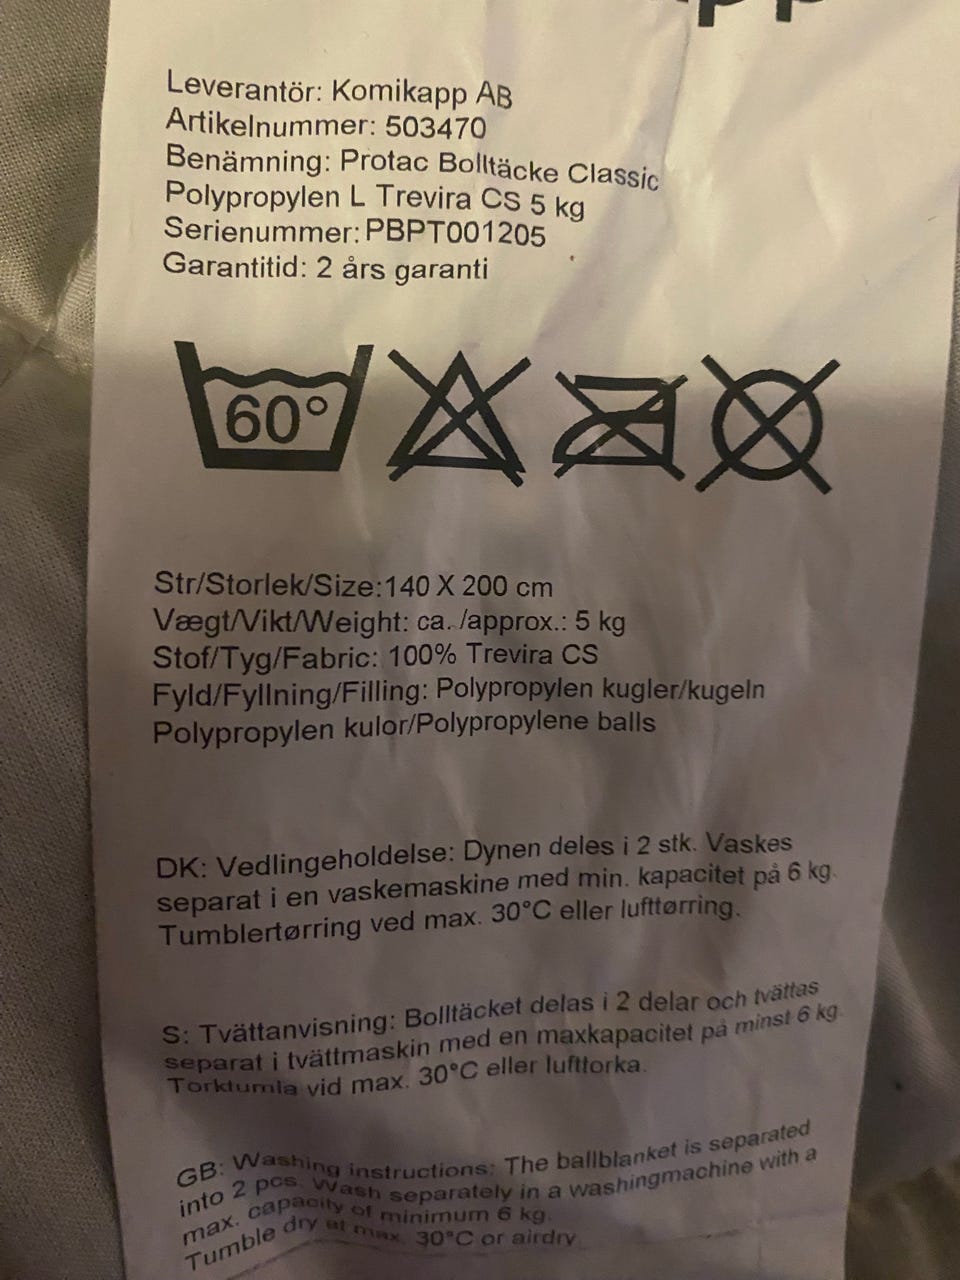 Leverantör: Komikapp AB
Artikelnummer: 503470
Benämning: Protac Bolltäcke Classic
Polypropylen L Trevira CS 5 kg
Serienummer: PBPT001205
Garantitid: 2 års garanti
60°
Str/Storlek/Size:140 X 200 cm
Vægt/Vikt/Weight: ca. /approx.: 5 kg
Stof/Tyg/Fabric: 100% Trevira CS
Fyld/Fyllning/Filling: Polypropylen kugler/kugeln
Polypropylen kulor/Polypropylene balls
DK: Vedlingeholdelse: Dynen deles i 2 stk. Vaskes
separat i en vaskemaskine med min. kapacitet på 6 kg.
Tumblertørring ved max. 30°C eller lufttørring.
S: Tvättanvisning: Bolltäcket delas i 2 delar och tvättas
separat i tvättmaskin med en maxkapacitet på minst 6 kg.
Torktumla vid max. 30°C eller lufttorka.
GB: Washing instructions: The ballblanket is separated
into 2 pcs. Wash separately in a washingmachine with a
max. capacity of minimum 6 kg.
Tumble dry at max. 30°C or airdry.